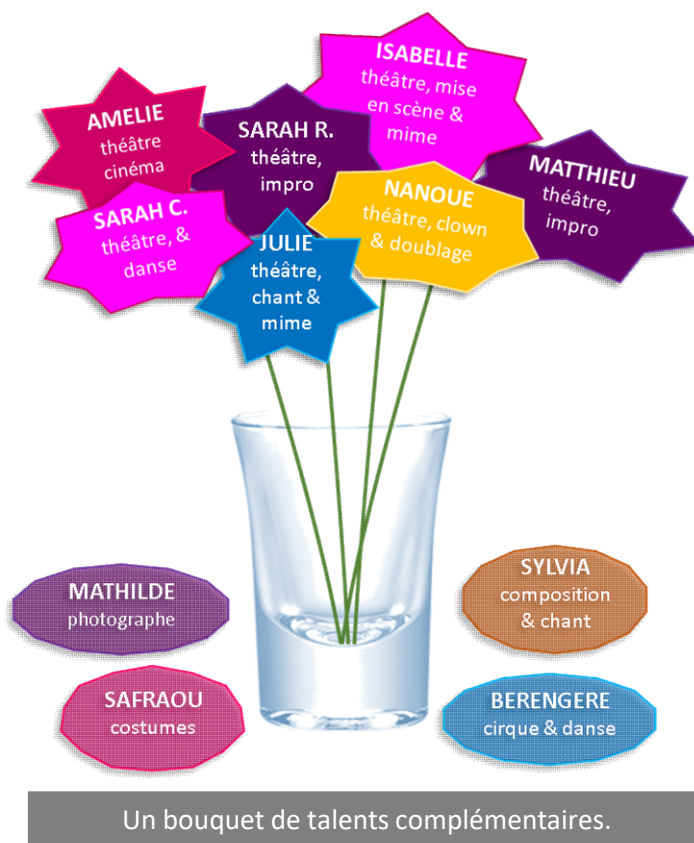 ISABELLE
théâtre, mise
en scène &
mime
AMELIE
théâtre
cinéma
SARAH R.
théâtre,
impro
MATTHIEU
théâtre,
impro
NANOUE
théâtre, clown
& doublage
SARAH C.
théâtre, &
danse
JULIE
théâtre,
chant &
mime
MATHILDE
photographe
SYLVIA
composition
& chant
SAFRAOU
costumes
BERENGERE
cirque & danse
Un bouquet de talents complémentaires.